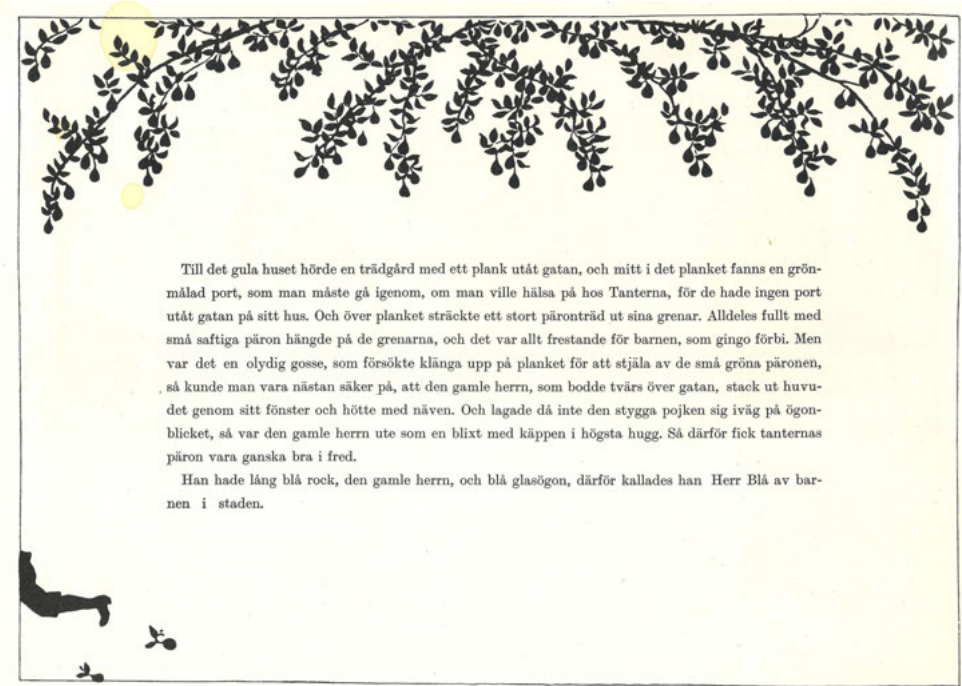 Till det gula huset hörde en trädgård med ett plank utåt gatan, och mitt i det planket fanns en grön-
målad port, som man måste gå igenom, om man ville hälsa på hos Tanterna, för de hade ingen port
utåt gatan på sitt hus. Och över planket sträckte ett stort päronträd ut sina grenar. Alldeles fullt med
små saftiga päron hängde på de grenarna, och det var allt frestande för barnen, som gingo förbi. Men
var det en olydig gosse, som försökte klänga upp på planket för att stjäla av de små gröna päronen,
så kunde man vara nästan säker på, att den gamle herrn, som bodde tvärs över gatan, stack ut huvu-
det genom sitt fönster och hötte med näven. Och lagade då inte den stygga pojken sig iväg på ögon-
blicket, så var den gamle herrn ute som en blixt med käppen i högsta hugg. Så därför fick tanternas
päron vara ganska bra i fred.
Han hade lång blå rock, den gamle herrn, och blå glasögon, därför kallades han Herr Blå av bar-
nen i staden.